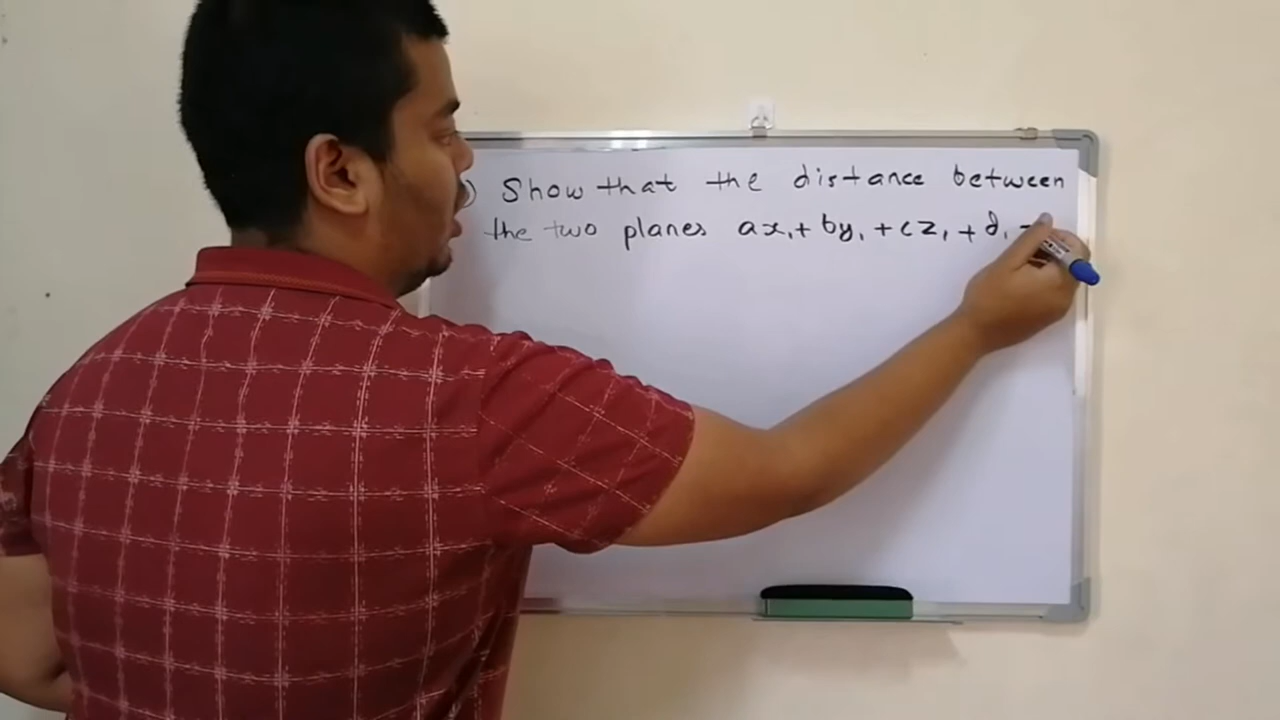 ) Show that the distance between
the two planes ax₁ + by₁ + cz₁ + d₁